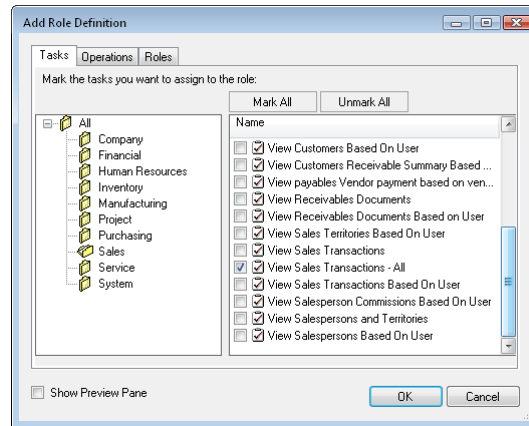 Add Role Definition
Tasks Operations Roles
Mark the tasks you want to assign to the role:
Mark All Unmark All
All
Company
Financial
Human Resources
Inventory
Manufacturing
Project
Purchasing
Sales
Service
System
Name
View Customers Based On User
View Customers Receivable Summary Based ...
View payables Vendor payment based on ven...
View Receivables Documents
View Receivables Documents Based on User
View Sales Territories Based On User
View Sales Transactions
View Sales Transactions - All
View Sales Transactions Based On User
View Salesperson Commissions Based On User
View Salespersons and Territories
View Salespersons Based On User
Show Preview Pane
OK Cancel